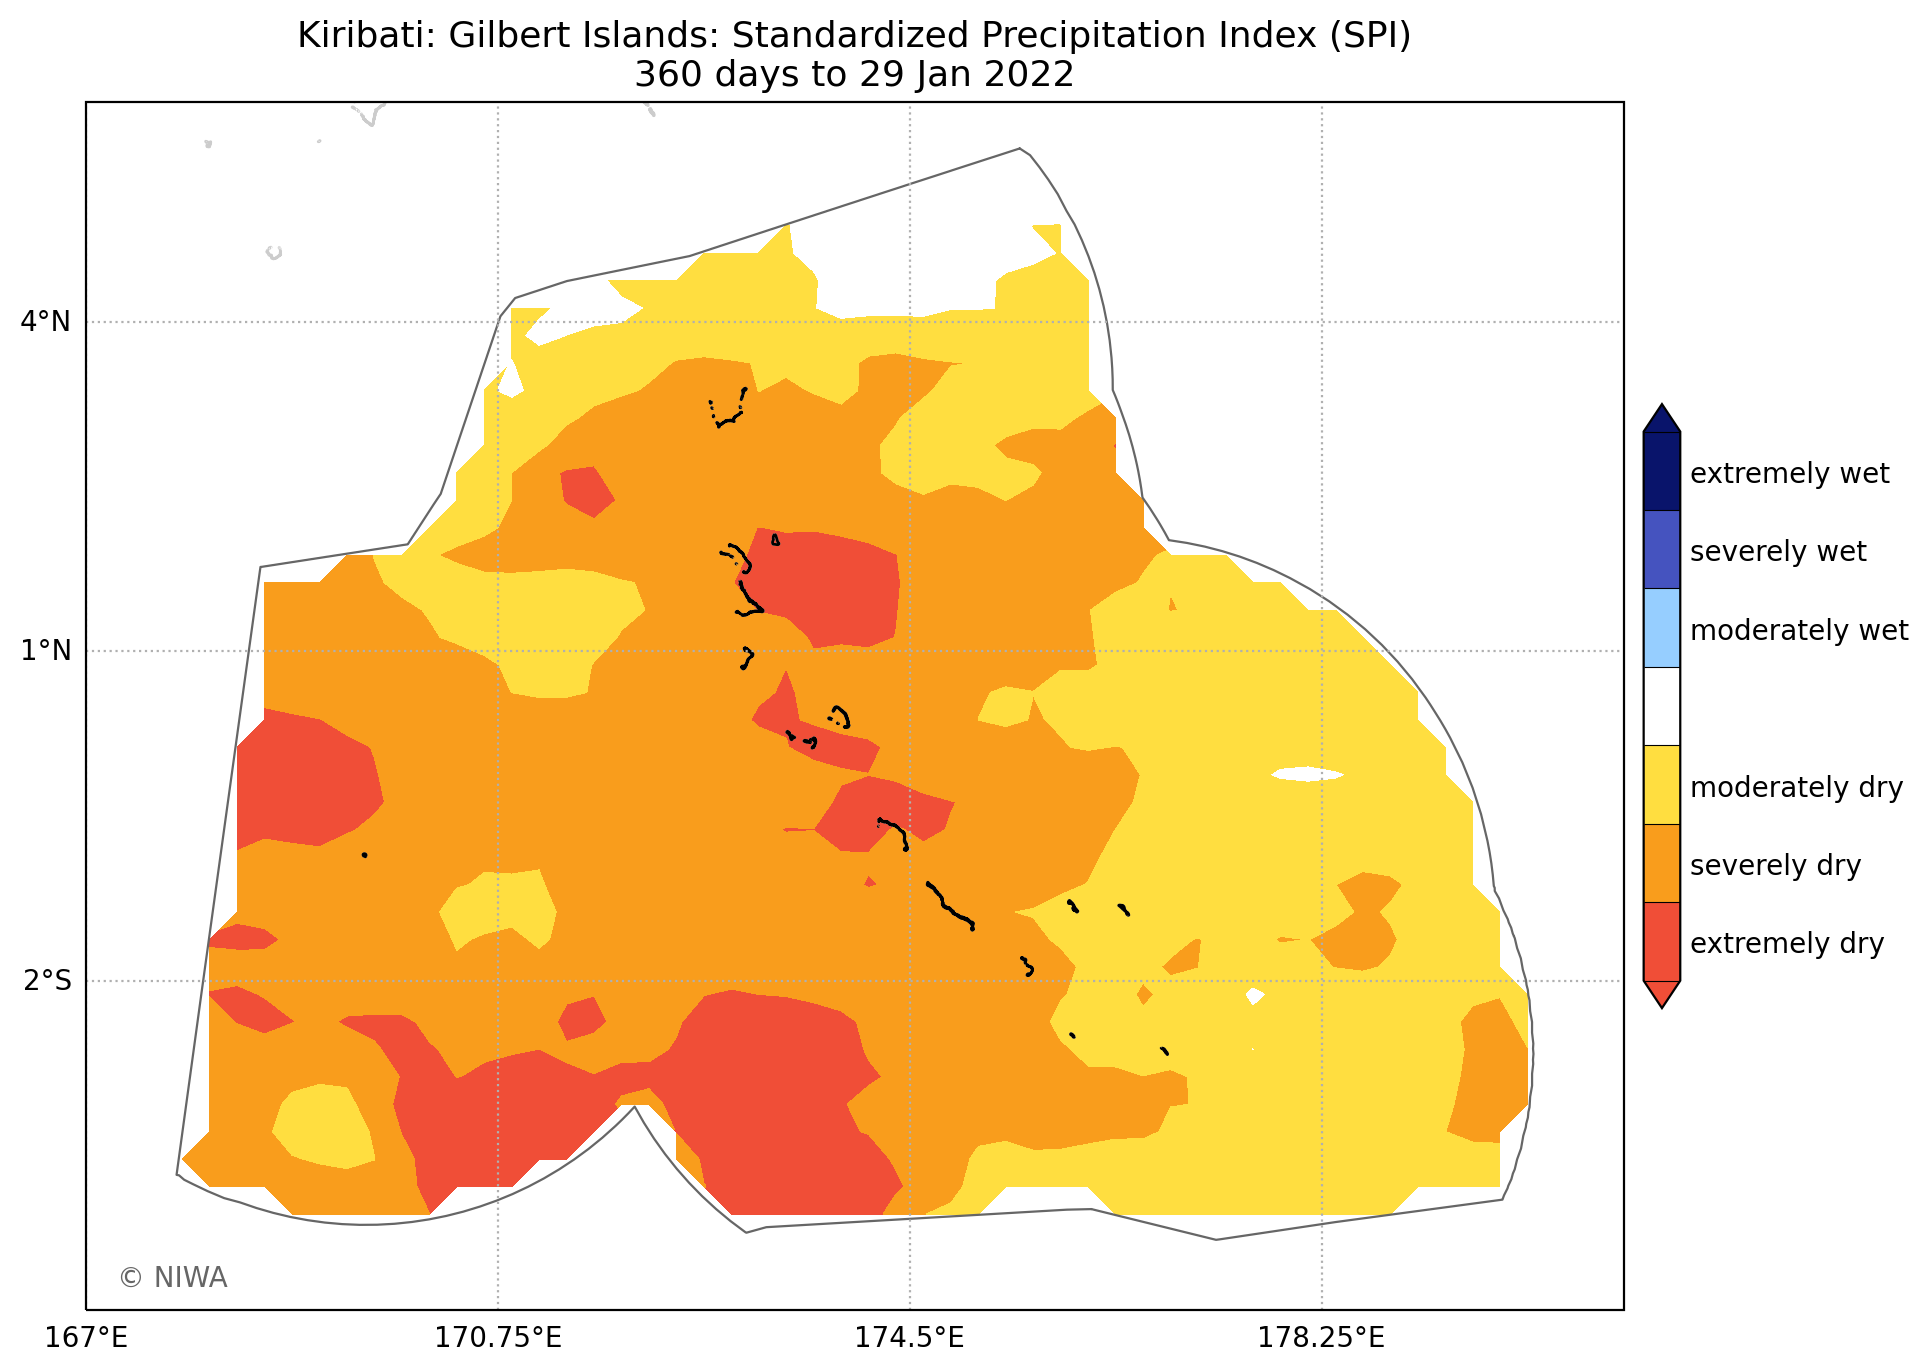 Kiribati: Gilbert Islands: Standardized Precipitation Index (SPI)
360 days to 29 Jan 2022
4°N
1°N
2°S
167°E
170.75°E
174.5°E
178.25°E
extremely wet
severely wet
moderately wet
moderately dry
severely dry
extremely dry
© NIWA